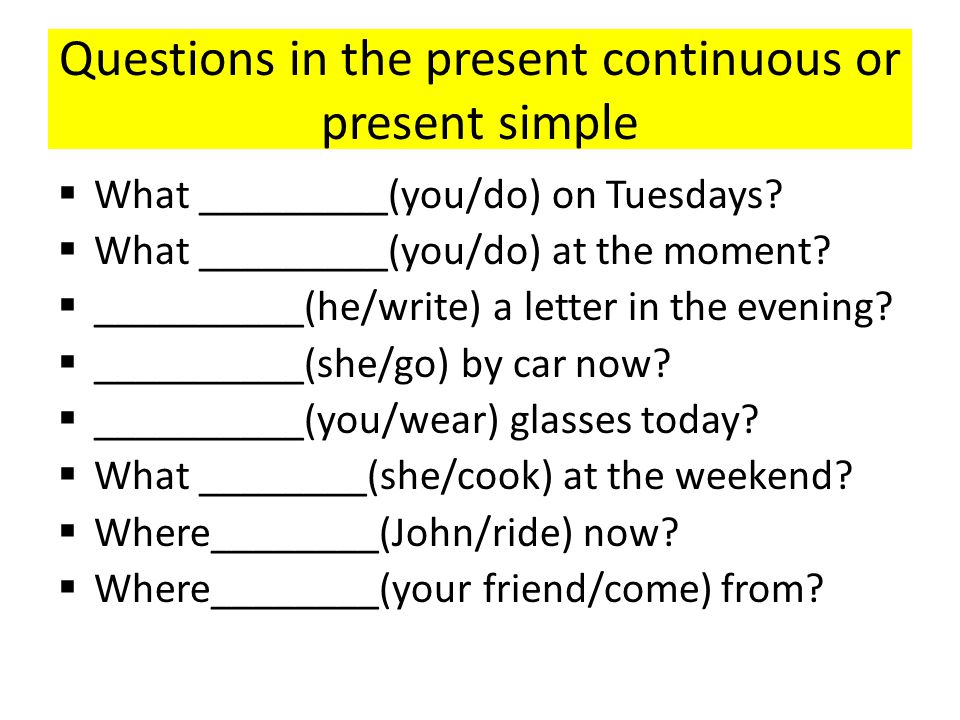 Questions in the present continuous or
present simple
▪ What _________(you/do) on Tuesdays?
▪ What _________(you/do) at the moment?
▪ __________(he/write) a letter in the evening?
▪ __________(she/go) by car now?
▪ __________(you/wear) glasses today?
▪ What ________(she/cook) at the weekend?
▪ Where________(John/ride) now?
▪ Where________(your friend/come) from?